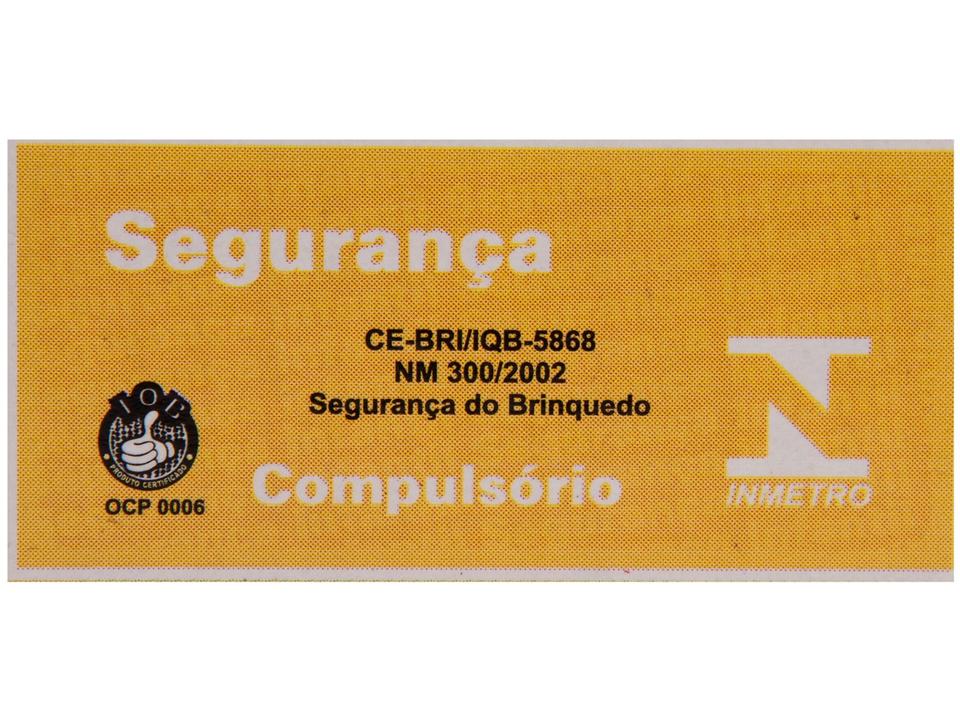 Segurança
CE-BRI/IQB-5868
NM 300/2002
Segurança do Brinquedo
IQB
PRODUTO CERTIFICADO
OCP 0006
Compulsório
INMETRO